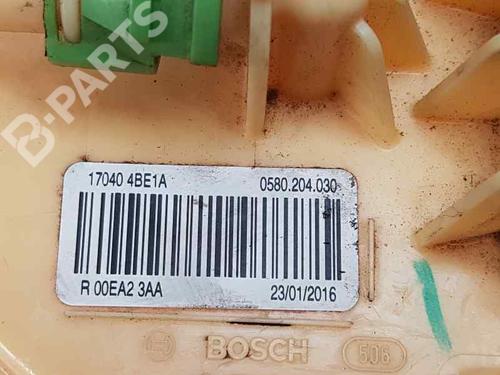 B-PARTS
17040 4BE1A 0580.204.030
R 00EA2 3AA 23/01/2016
BOSCH 506